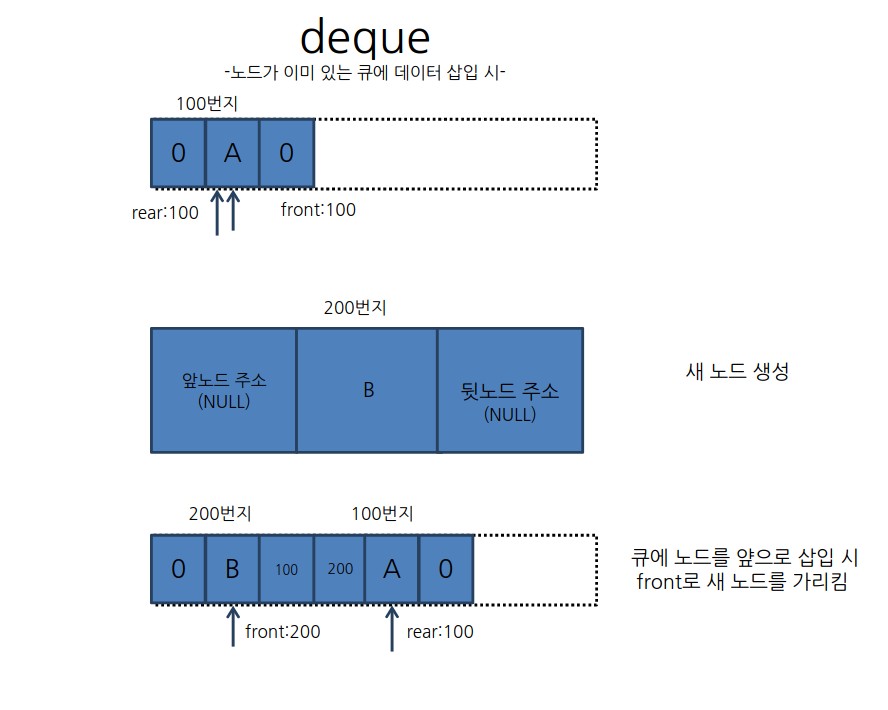 deque
-노드가 이미 있는 큐에 데이터 삽입 시-
100번지
0 A 0
rear:100 front:100
200번지
앞노드 주소
(NULL)
B
뒷노드 주소
(NULL)
새 노드 생성
200번지 100번지
0 B 100 200 A 0
큐에 노드를 앞으로 삽입 시
front로 새 노드를 가리킴
front:200 rear:100